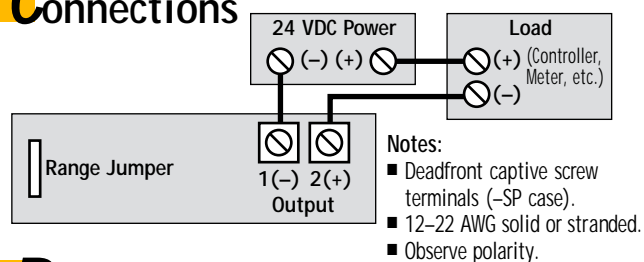 Connections
24 VDC Power
(–) (+)
Load
(+) (Controller,
Meter, etc.)
(–)
Range Jumper
1(–) 2(+)
Output
Notes:
■ Deadfront captive screw
terminals (–SP case).
■ 12–22 AWG solid or stranded.
■ Observe polarity.